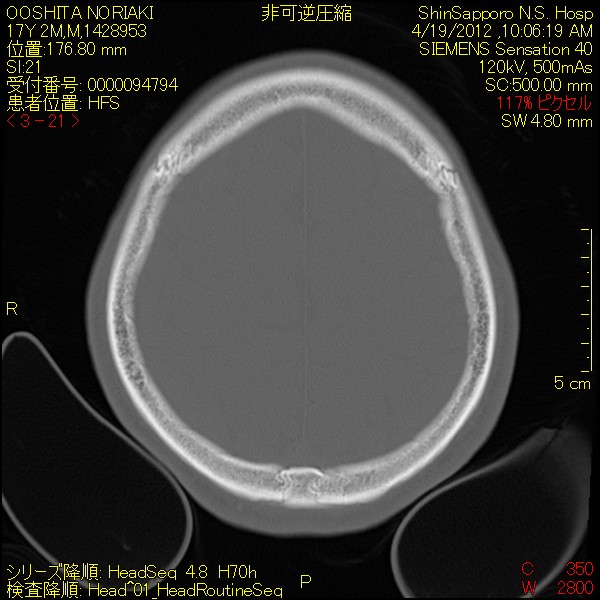 OOSHITA NORIAKI
17Y 2M,M,1428953
位置:176.80 mm
SI:21
受付番号: 0000094794
患者位置: HFS
< 3 - 21 >
非可逆圧縮
ShinSapporo N.S. Hosp
4/19/2012 ,10:06:19 AM
SIEMENS Sensation 40
120kV, 500mAs
SC:500.00 mm
117% ピクセル
SW 4.80 mm
R
5 cm
シリーズ降順: HeadSeq 4.8 H70h
検査降順: Head^01_HeadRoutineSeq
P
C 350
W 2800